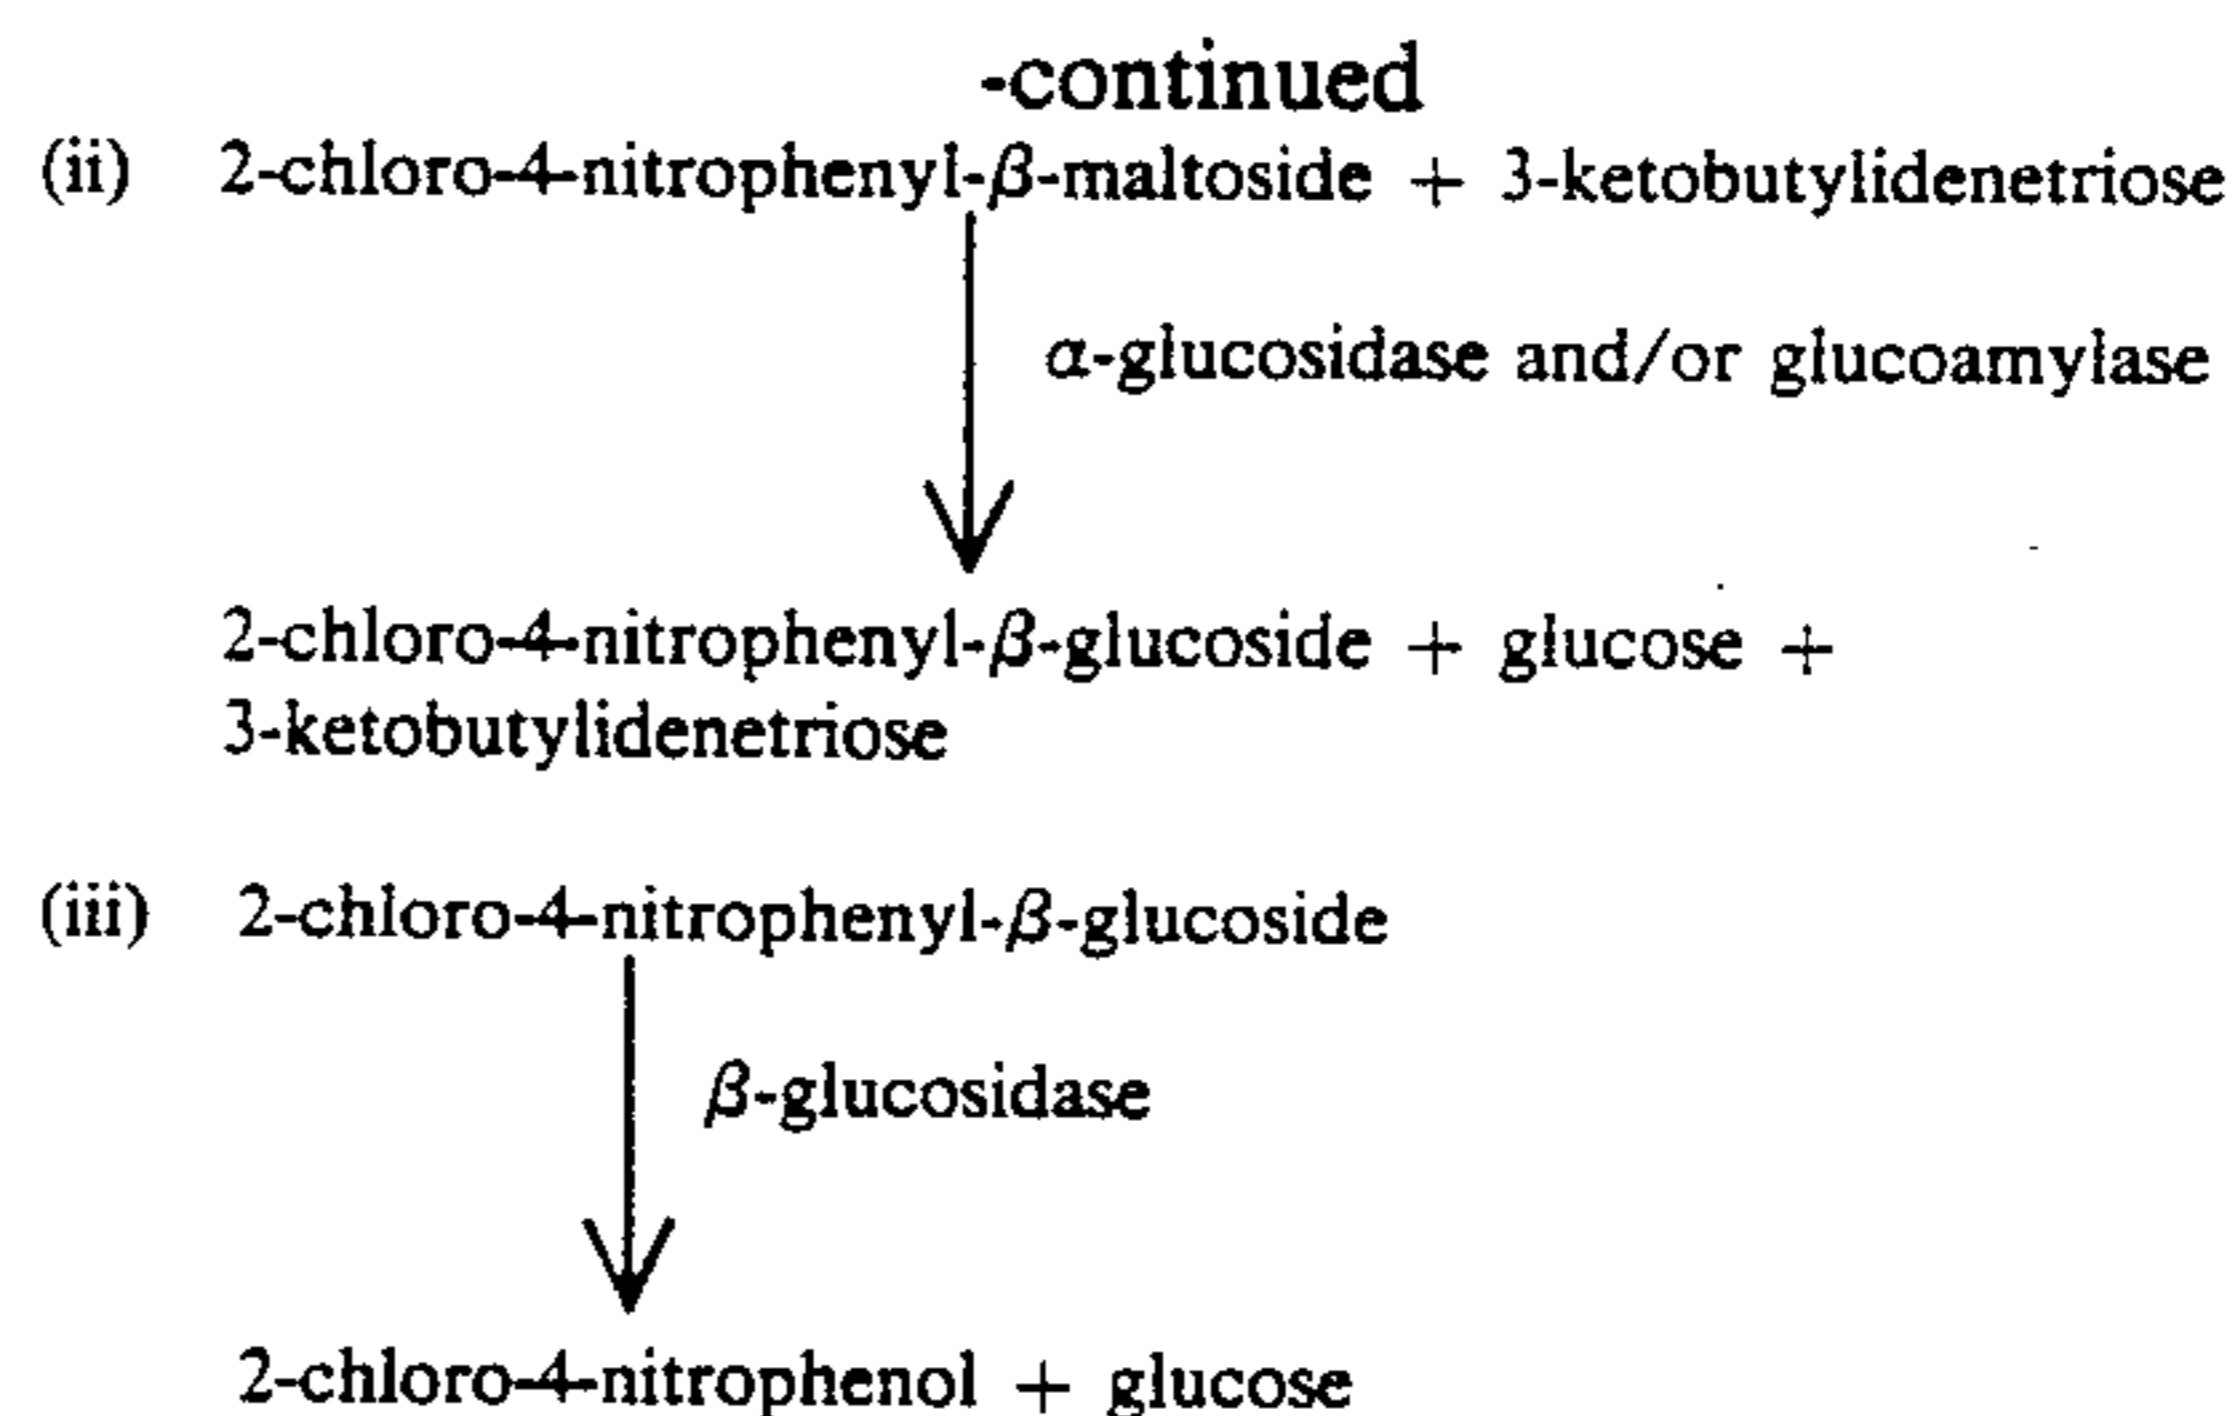 -continued
(ii) 2-chloro-4-nitrophenyl-β-maltoside + 3-ketobutylidenetriose
α-glucosidase and/or glucoamylase
2-chloro-4-nitrophenyl-β-glucoside + glucose +
3-ketobutylidenetriose
(iii) 2-chloro-4-nitrophenyl-β-glucoside
β-glucosidase
2-chloro-4-nitrophenol + glucose